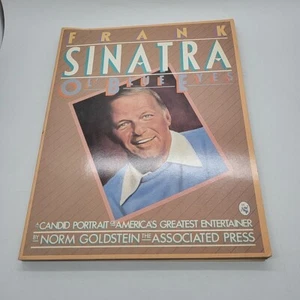 FRANK
SINATRA
OL' BLUE EYES
A CANDID PORTRAIT OF AMERICA'S GREATEST ENTERTAINER
BY NORM GOLDSTEIN THE ASSOCIATED PRESS